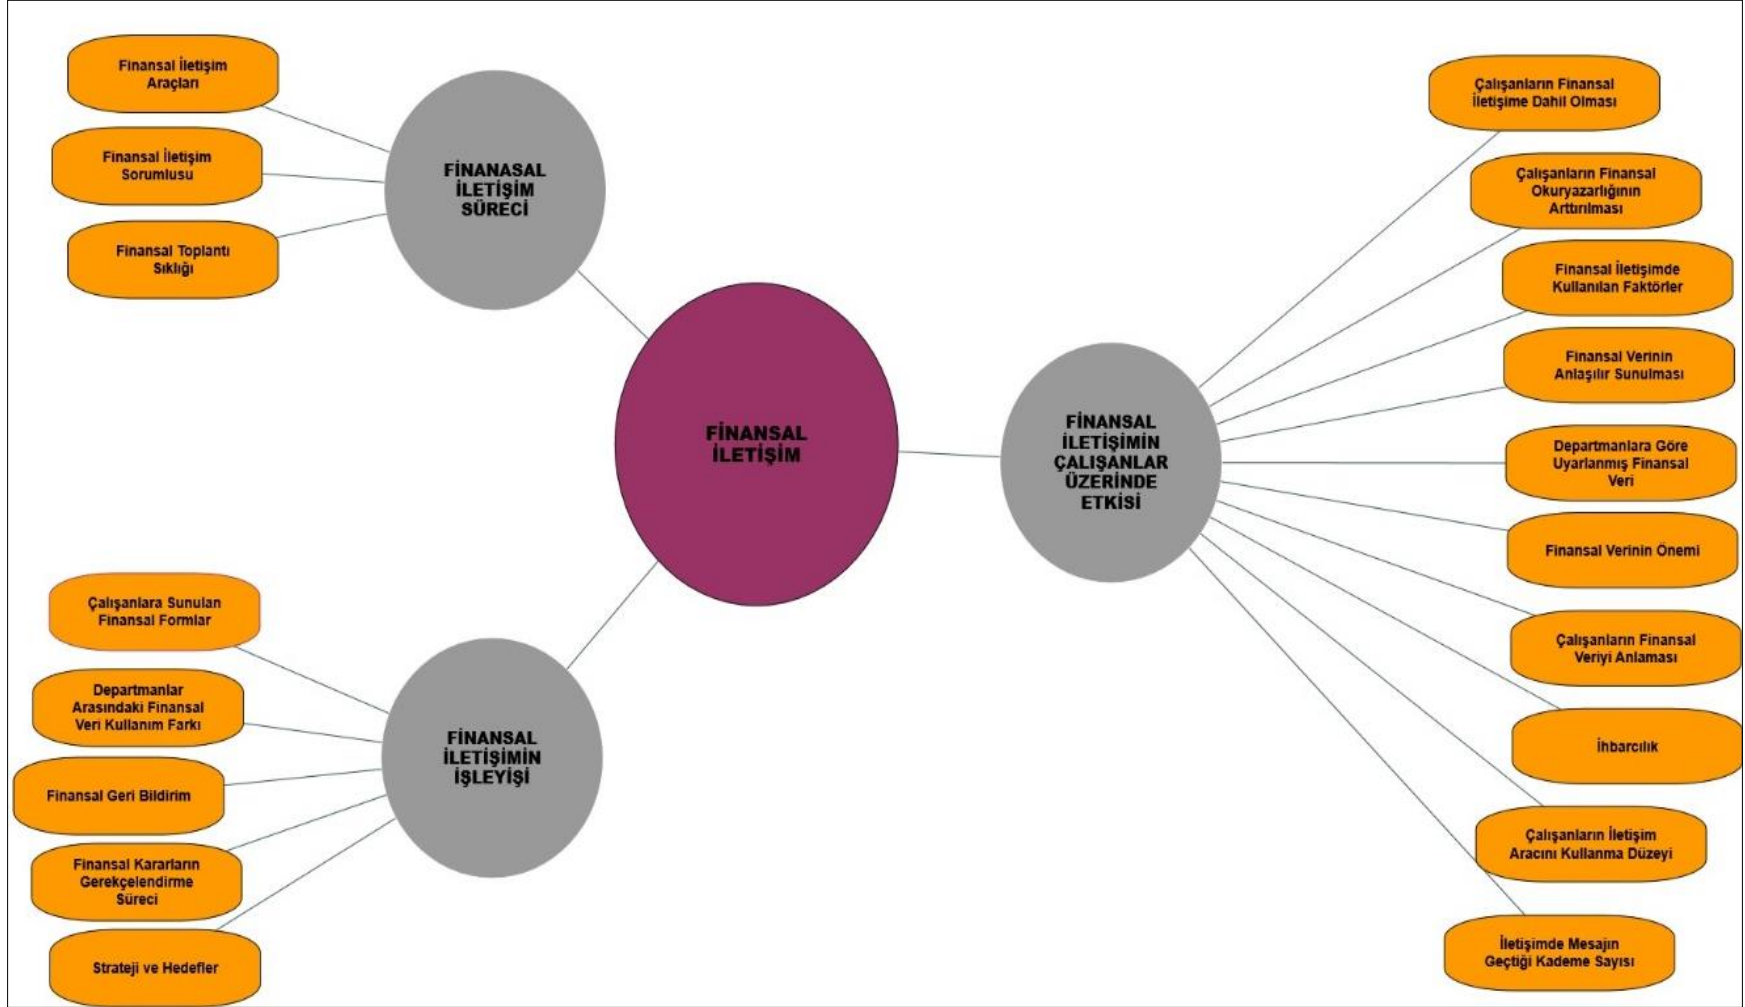 Finansal İletişim
Araçları
Finansal İletişim
Sorumlusu
Finansal Toplantı
Sıklığı
FİNANASAL
İLETİŞİM
SÜRECİ
FİNANSAL
İLETİŞİM
Çalışanlara Sunulan
Finansal Formlar
Departmanlar
Arasındaki Finansal
Veri Kullanım Farkı
Finansal Geri Bildirim
Finansal Kararların
Gerekçelendirme
Süreci
Strateji ve Hedefler
FİNANSAL
İLETİŞİMİN
İŞLEYİŞİ
FİNANSAL
İLETİŞİMİN
ÇALIŞANLAR
ÜZERİNDE
ETKİSİ
Çalışanların Finansal
İletişime Dahil Olması
Çalışanların Finansal
Okuryazarlığının
Arttırılması
Finansal İletişimde
Kullanılan Faktörler
Finansal Verinin
Anlaşılır Sunulması
Departmanlara Göre
Uyarlanmış Finansal
Veri
Finansal Verinin Önemi
Çalışanların Finansal
Veriyi Anlaması
İhbarcılık
Çalışanların İletişim
Aracını Kullanma Düzeyi
İletişimde Mesajın
Geçtiği Kademe Sayısı